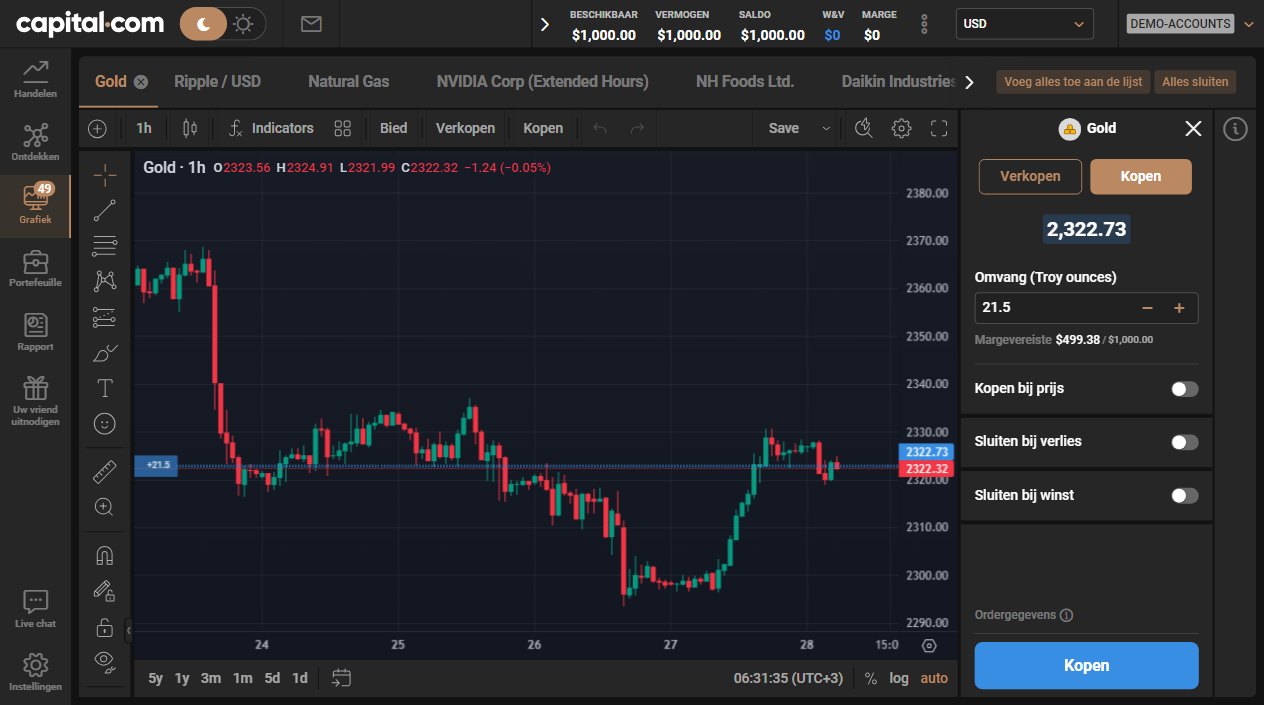 capital.com
BESCHIKBAAR VERMOGEN SALDO W&V MARGE
$1,000.00 $1,000.00 $1,000.00 $0 $0
USD
DEMO-ACCOUNTS
Handelen
Ontdekken
49
Grafiek
Portefeuille
Rapport
Uw vriend
uitnodigen
Live chat
Instellingen
Gold Ripple / USD Natural Gas NVIDIA Corp (Extended Hours) NH Foods Ltd. Daikin Industries
Voeg alles toe aan de lijst Alles sluiten
1h Indicators Bied Verkopen Kopen Save
Gold · 1h O2323.56 H2324.91 L2321.99 C2322.32 −1.24 (−0.05%)
2380.00
2370.00
2360.00
2350.00
2340.00
2330.00
2322.73
2322.32
2320.00
2310.00
2300.00
2290.00
+21.5
24 25 26 27 28 15:0
5y 1y 3m 1m 5d 1d
06:31:35 (UTC+3) % log auto
Gold
Verkopen Kopen
2,322.73
Omvang (Troy ounces)
21.5 − +
Margevereiste $499.38 / $1,000.00
Kopen bij prijs
Sluiten bij verlies
Sluiten bij winst
Ordergegevens
Kopen